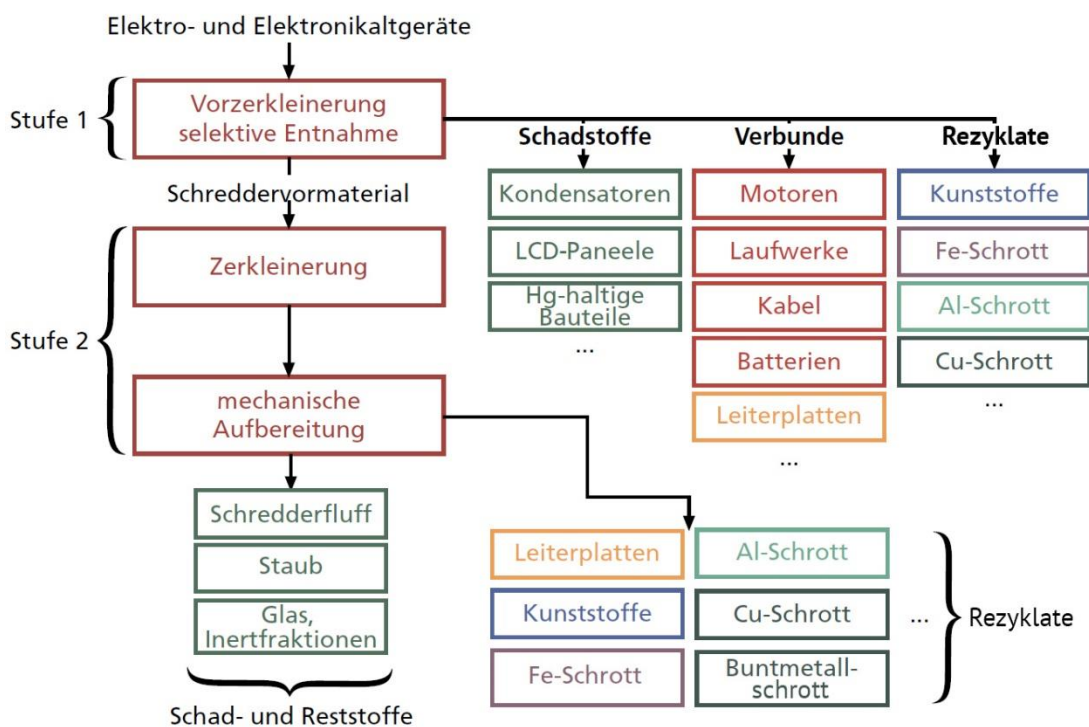 Elektro- und Elektronikaltgeräte
Stufe 1
Vorzerkleinerung
selektive Entnahme
Schadstoffe
Verbunde
Rezyklate
Kondensatoren
LCD-Paneele
Hg-haltige
Bauteile
...
Motoren
Laufwerke
Kabel
Batterien
Leiterplatten
...
Kunststoffe
Fe-Schrott
Al-Schrott
Cu-Schrott
...
Schreddervormaterial
Stufe 2
Zerkleinerung
mechanische
Aufbereitung
Schredderfluff
Staub
Glas,
Inertfraktionen
Schad- und Reststoffe
Leiterplatten
Kunststoffe
Fe-Schrott
Al-Schrott
Cu-Schrott
Buntmetall-
schrott
...
Rezyklate